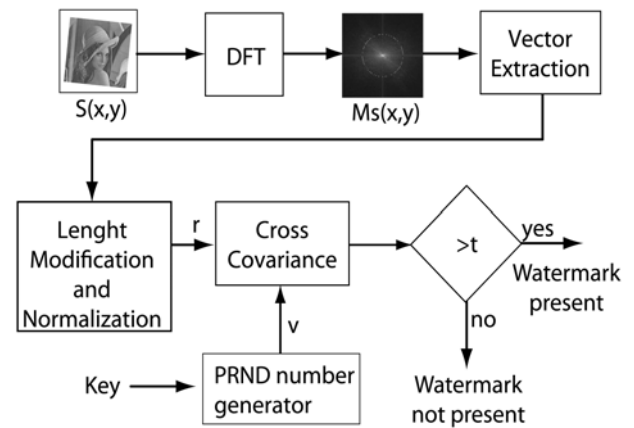 S(x,y)
DFT
Ms(x,y)
Vector
Extraction
Lenght
Modification
and
Normalization
r
Cross
Covariance
>t
yes
Watermark
present
no
Watermark
not present
v
Key
PRND number
generator